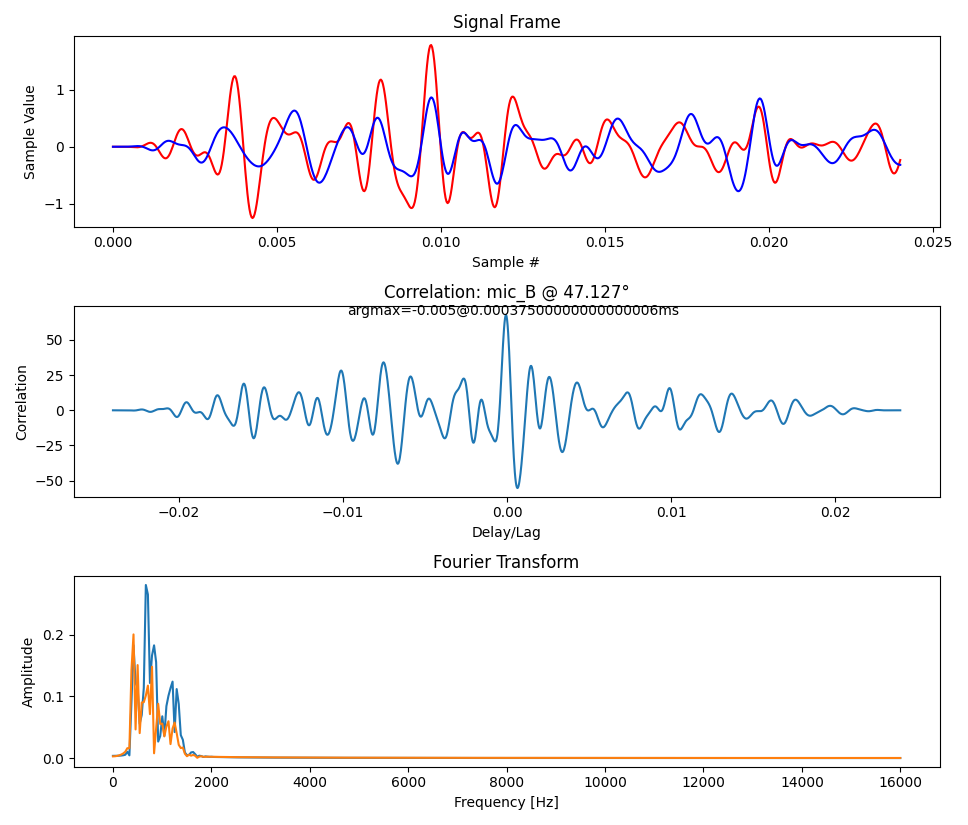 Signal Frame
Sample Value
1
0
−1
0.000 0.005 0.010 0.015 0.020 0.025
Sample #
Correlation: mic_B @ 47.127°
argmax=-0.005@0.00037500000000000006ms
Correlation
50
25
0
−25
−50
−0.02 −0.01 0.00 0.01 0.02
Delay/Lag
Fourier Transform
Amplitude
0.2
0.1
0.0
0 2000 4000 6000 8000 10000 12000 14000 16000
Frequency [Hz]